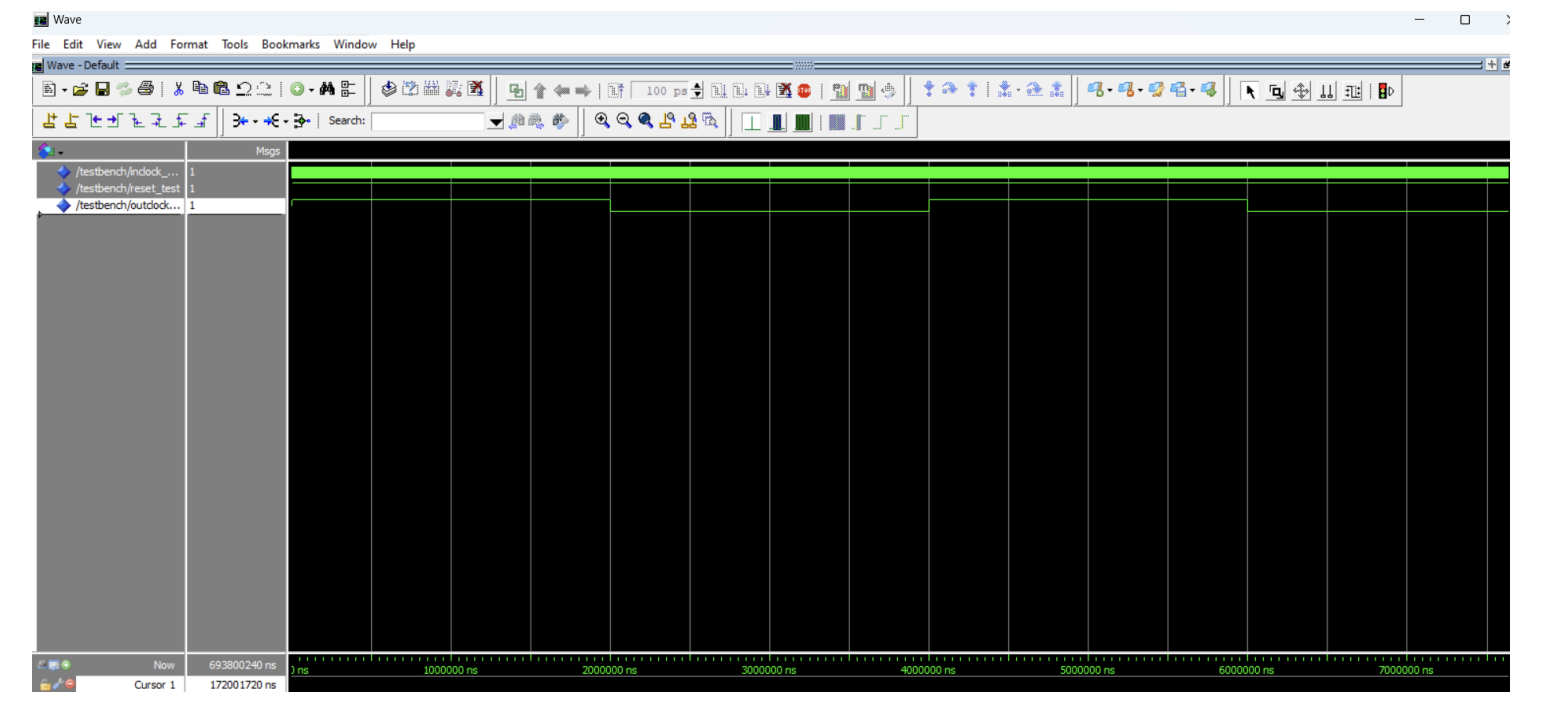 Wave
File Edit View Add Format Tools Bookmarks Window Help
Wave - Default
100 ps
STOP
Search:
Msgs
/testbench/inclock_... 1
/testbench/reset_test 1
/testbench/outclock... 1
Now 693800240 ns
Cursor 1 172001720 ns
ns 1000000 ns 2000000 ns 3000000 ns 4000000 ns 5000000 ns 6000000 ns 7000000 ns